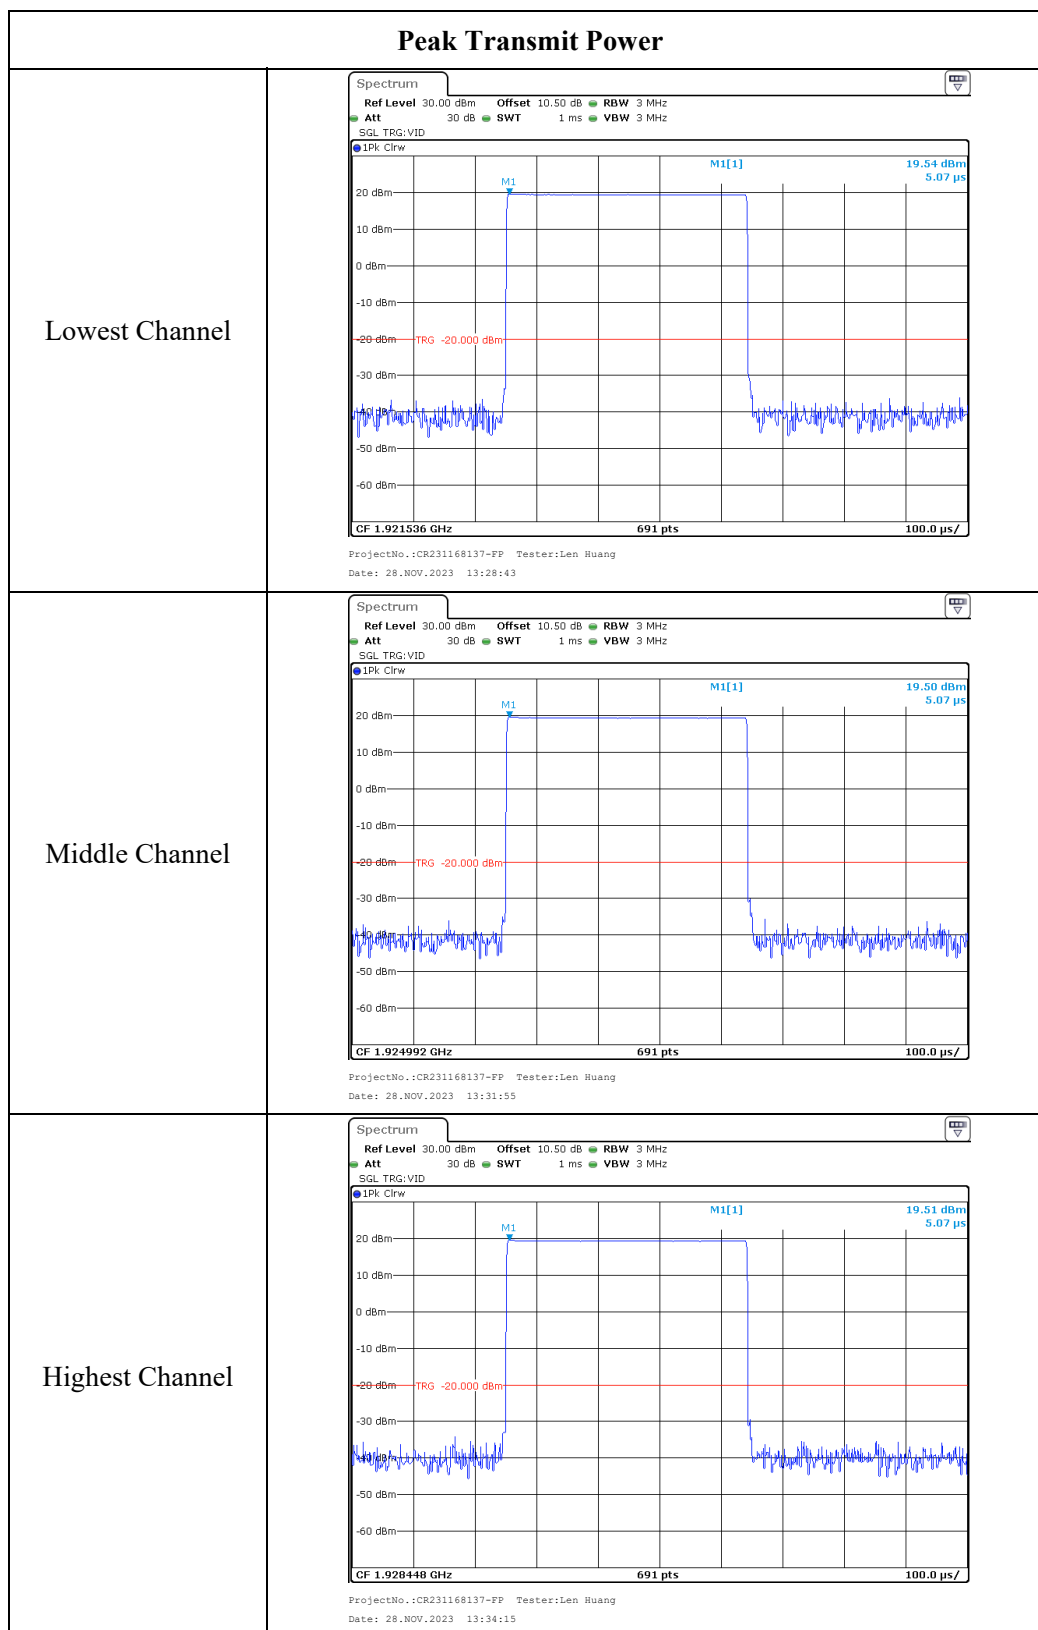 Peak Transmit Power
Lowest Channel
Spectrum
Ref Level 30.00 dBm Offset 10.50 dB RBW 3 MHz
Att 30 dB SWT 1 ms VBW 3 MHz
SGL TRG:VID
1Pk Clrw
M1[1] 19.54 dBm
5.07 µs
M1
20 dBm
10 dBm
0 dBm
-10 dBm
-20 dBm TRG -20.000 dBm
-30 dBm
-40 dBm
-50 dBm
-60 dBm
CF 1.921536 GHz 691 pts 100.0 µs/
ProjectNo.:CR231168137-FP Tester:Len Huang
Date: 28.NOV.2023 13:28:43
Middle Channel
Spectrum
Ref Level 30.00 dBm Offset 10.50 dB RBW 3 MHz
Att 30 dB SWT 1 ms VBW 3 MHz
SGL TRG:VID
1Pk Clrw
M1[1] 19.50 dBm
5.07 µs
M1
20 dBm
10 dBm
0 dBm
-10 dBm
-20 dBm TRG -20.000 dBm
-30 dBm
-40 dBm
-50 dBm
-60 dBm
CF 1.924992 GHz 691 pts 100.0 µs/
ProjectNo.:CR231168137-FP Tester:Len Huang
Date: 28.NOV.2023 13:31:55
Highest Channel
Spectrum
Ref Level 30.00 dBm Offset 10.50 dB RBW 3 MHz
Att 30 dB SWT 1 ms VBW 3 MHz
SGL TRG:VID
1Pk Clrw
M1[1] 19.51 dBm
5.07 µs
M1
20 dBm
10 dBm
0 dBm
-10 dBm
-20 dBm TRG -20.000 dBm
-30 dBm
-40 dBm
-50 dBm
-60 dBm
CF 1.928448 GHz 691 pts 100.0 µs/
ProjectNo.:CR231168137-FP Tester:Len Huang
Date: 28.NOV.2023 13:34:15